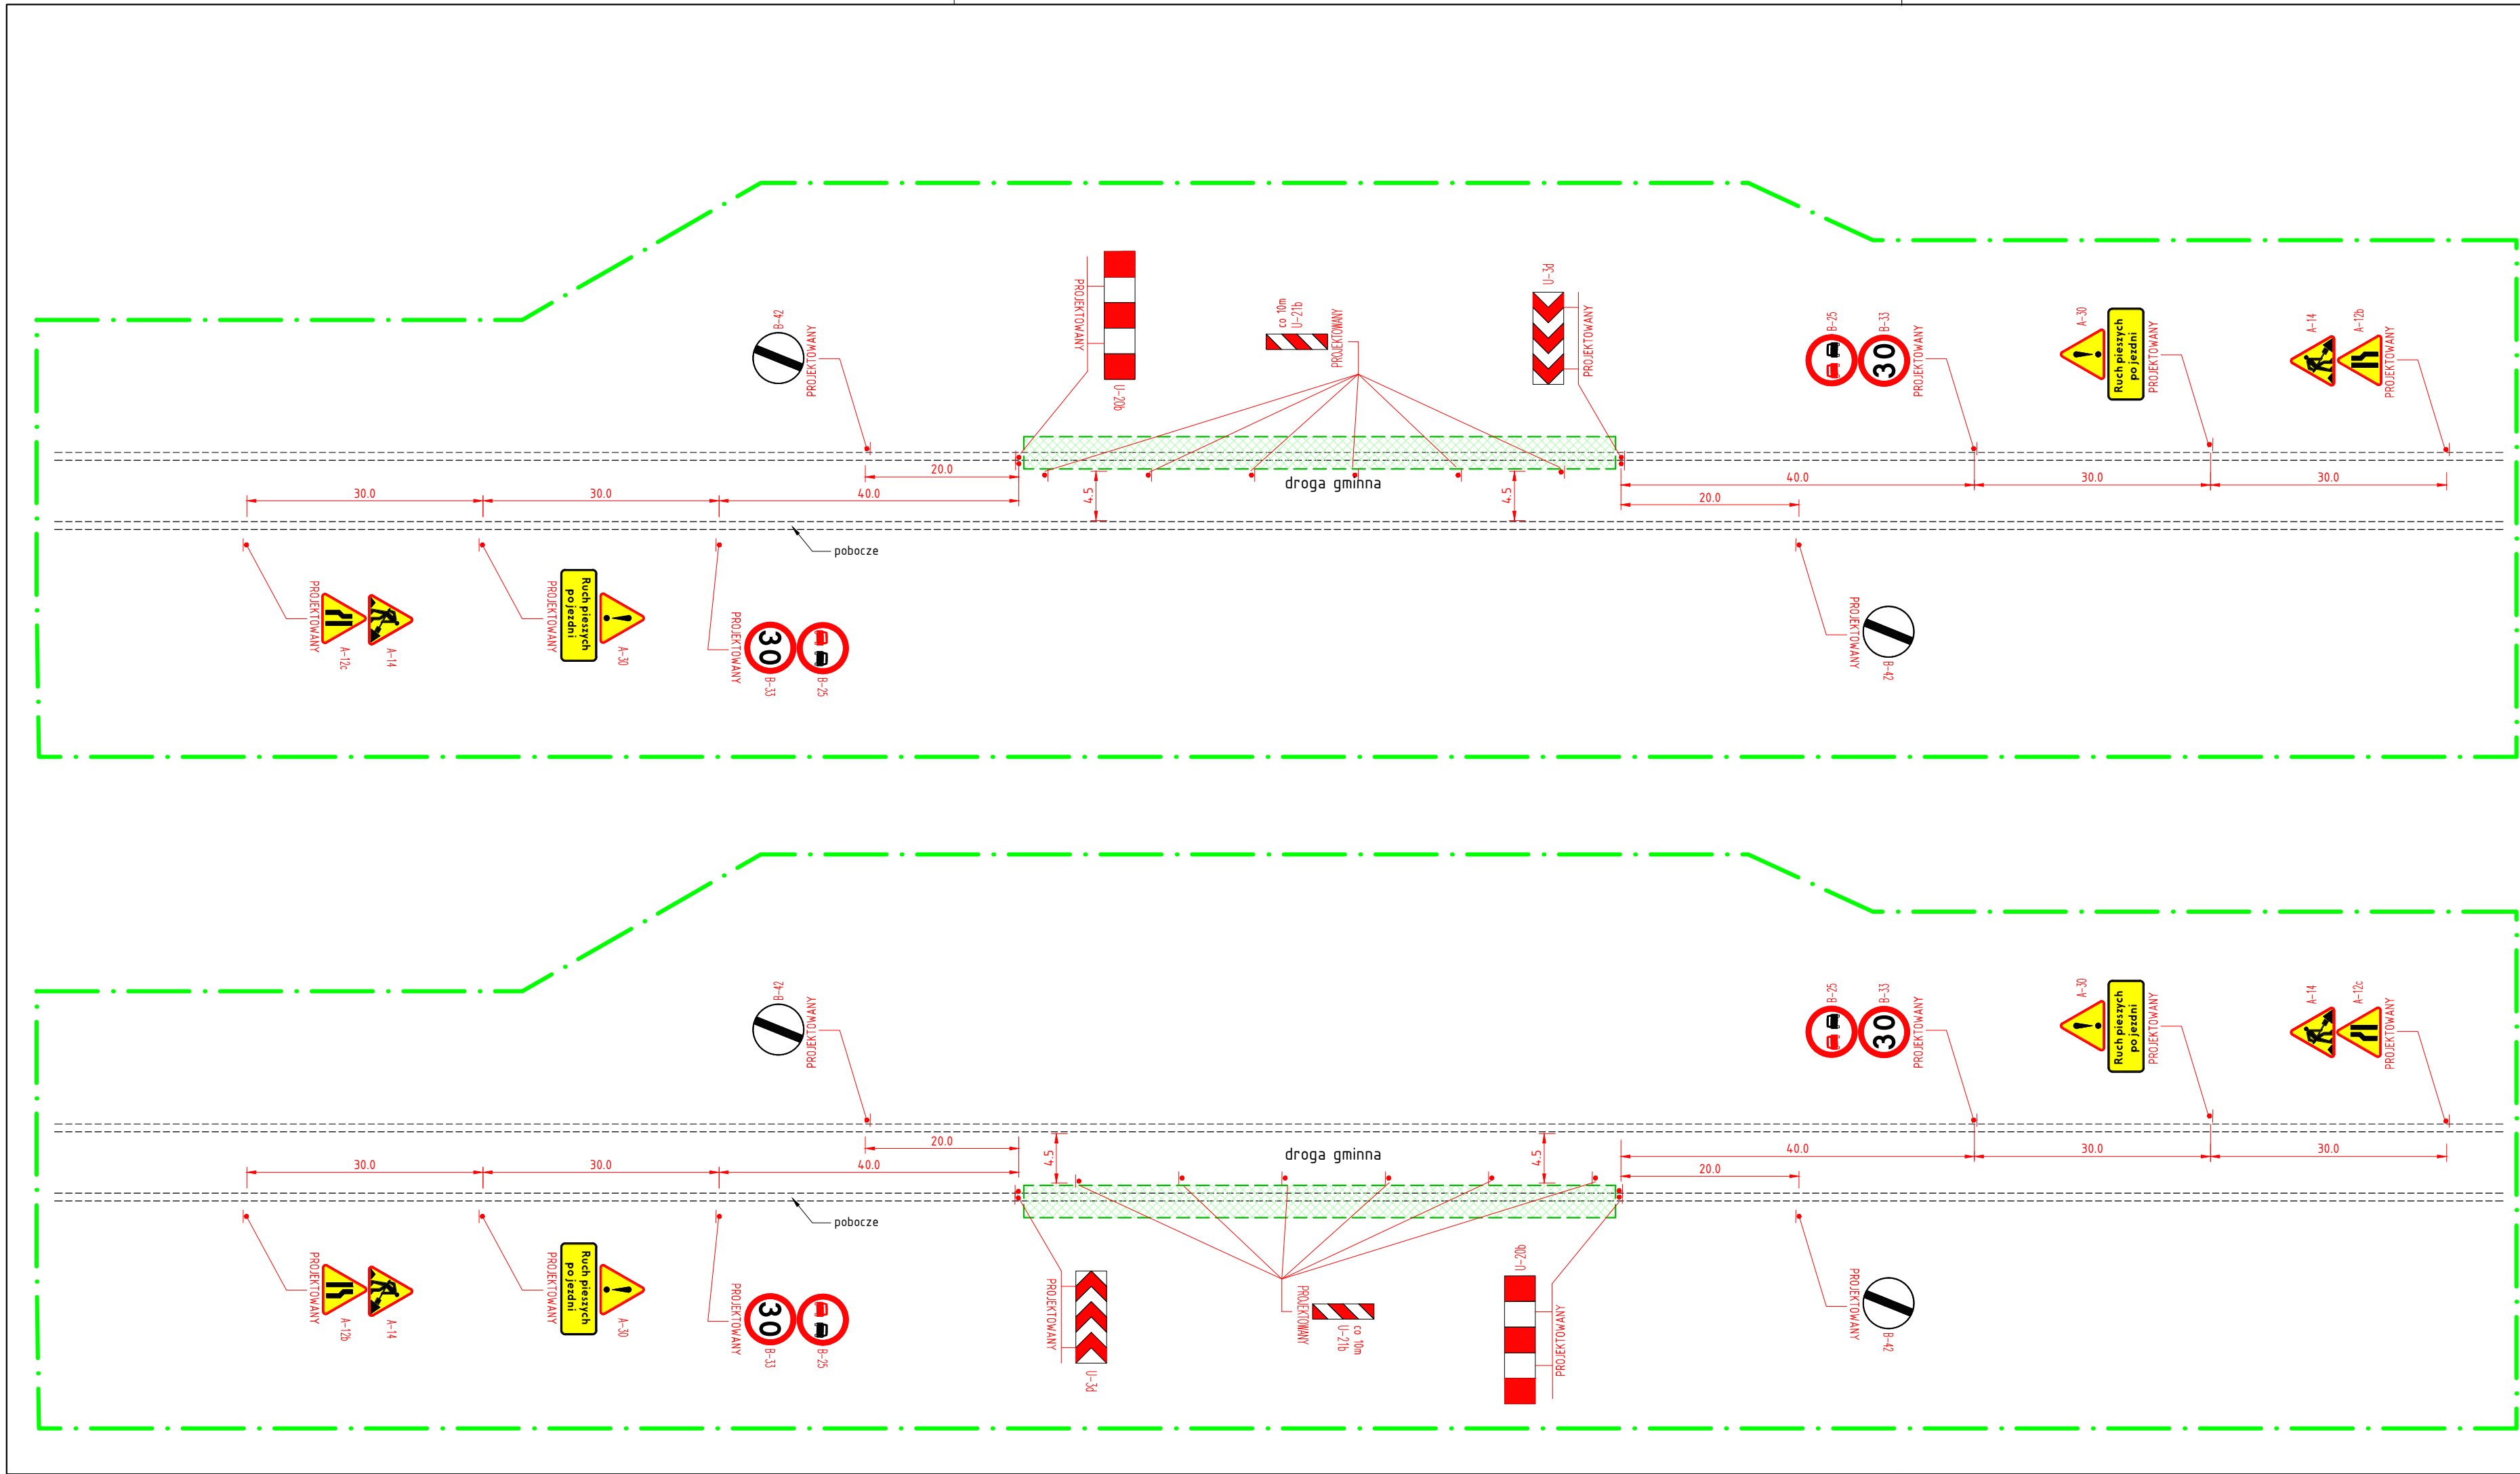 B-42
PROJEKTOWANY
PROJEKTOWANY
U-20b
co 10m
U-21b
PROJEKTOWANY
U-3d
PROJEKTOWANY
B-25
B-33
30
PROJEKTOWANY
A-30
Ruch pieszych
po jezdni
PROJEKTOWANY
A-14
A-12b
PROJEKTOWANY
20.0
30.0
30.0
40.0
4.5
droga gminna
4.5
40.0
30.0
30.0
20.0
pobocze
PROJEKTOWANY
A-12c
A-14
PROJEKTOWANY
Ruch pieszych
po jezdni
A-30
PROJEKTOWANY
30
B-33
B-25
PROJEKTOWANY
B-42
B-42
PROJEKTOWANY
B-25
B-33
30
PROJEKTOWANY
A-30
Ruch pieszych
po jezdni
PROJEKTOWANY
A-14
A-12c
PROJEKTOWANY
20.0
30.0
30.0
40.0
4.5
droga gminna
4.5
40.0
30.0
30.0
20.0
pobocze
PROJEKTOWANY
A-12b
A-14
PROJEKTOWANY
Ruch pieszych
po jezdni
A-30
PROJEKTOWANY
30
B-33
B-25
PROJEKTOWANY
U-3d
PROJEKTOWANY
U-21b
co 10m
U-20b
PROJEKTOWANY
PROJEKTOWANY
B-42